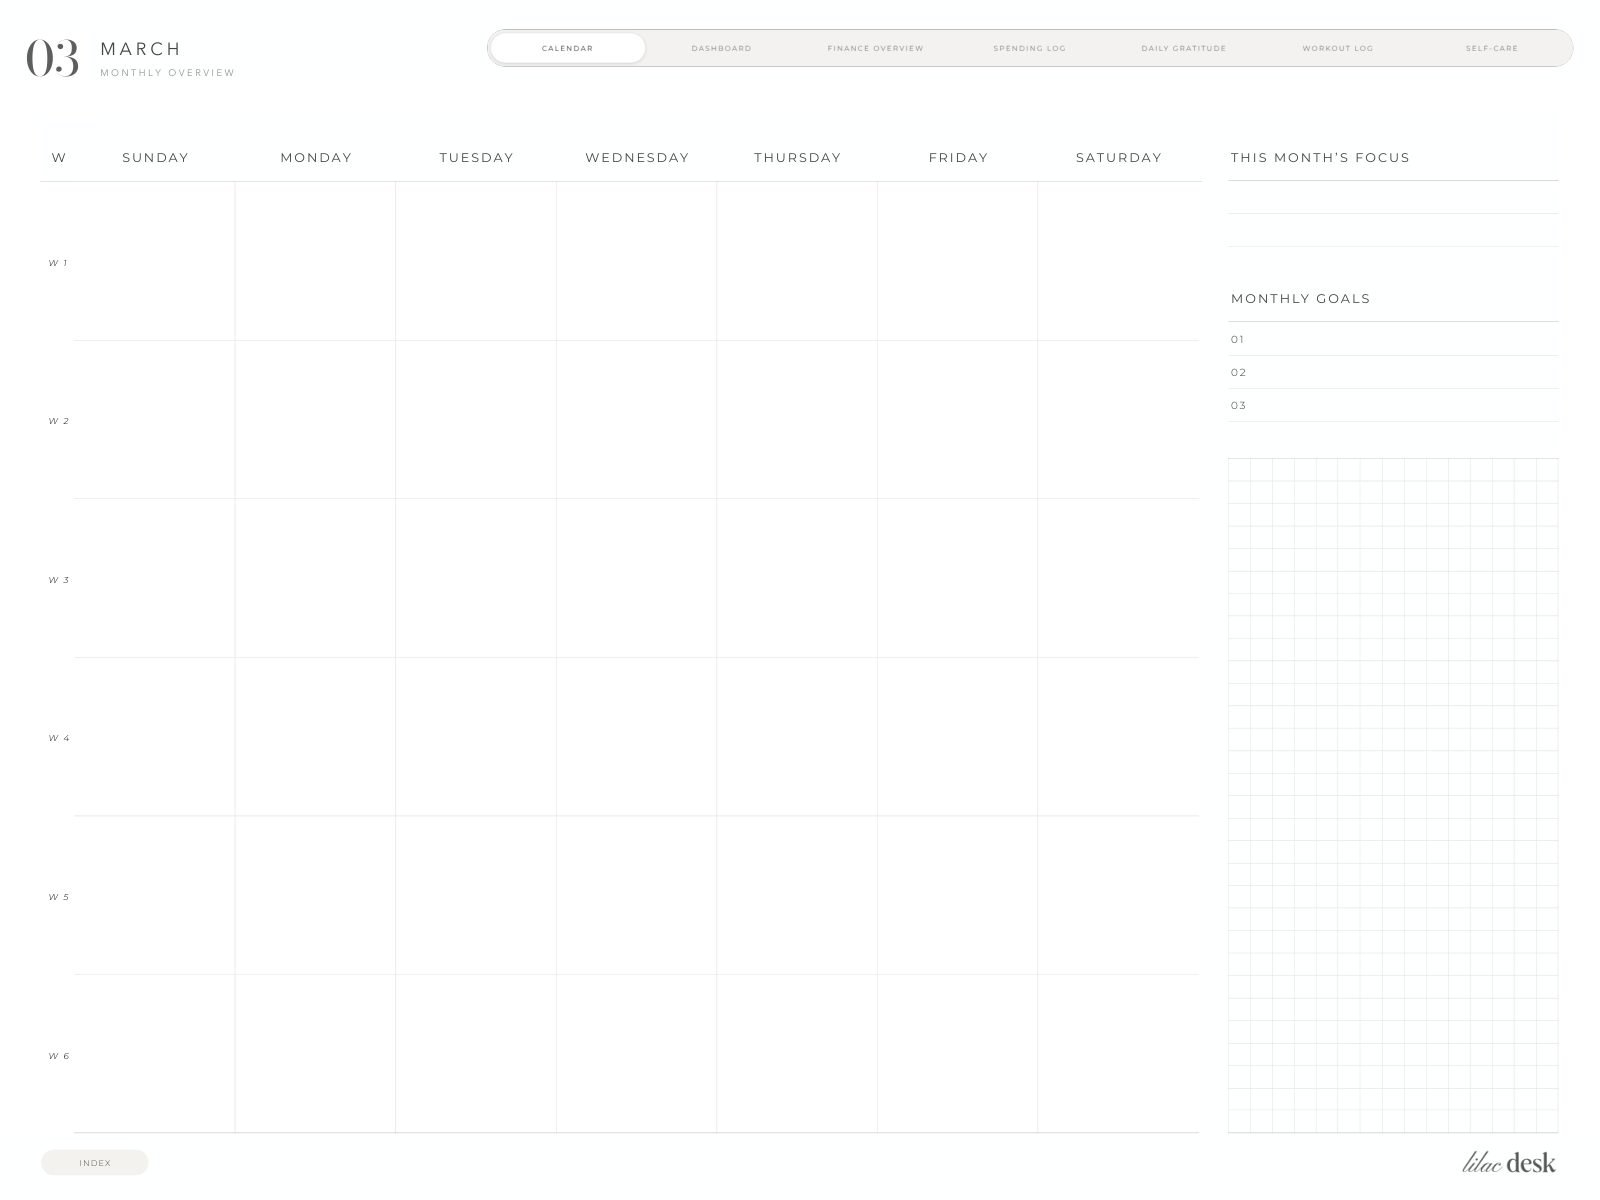 03
MARCH
MONTHLY OVERVIEW
CALENDAR
DASHBOARD
FINANCE OVERVIEW
SPENDING LOG
DAILY GRATITUDE
WORKOUT LOG
SELF-CARE
W SUNDAY MONDAY TUESDAY WEDNESDAY THURSDAY FRIDAY SATURDAY
W 1
W 2
W 3
W 4
W 5
W 6
THIS MONTH’S FOCUS
MONTHLY GOALS
01
02
03
INDEX
lilac desk